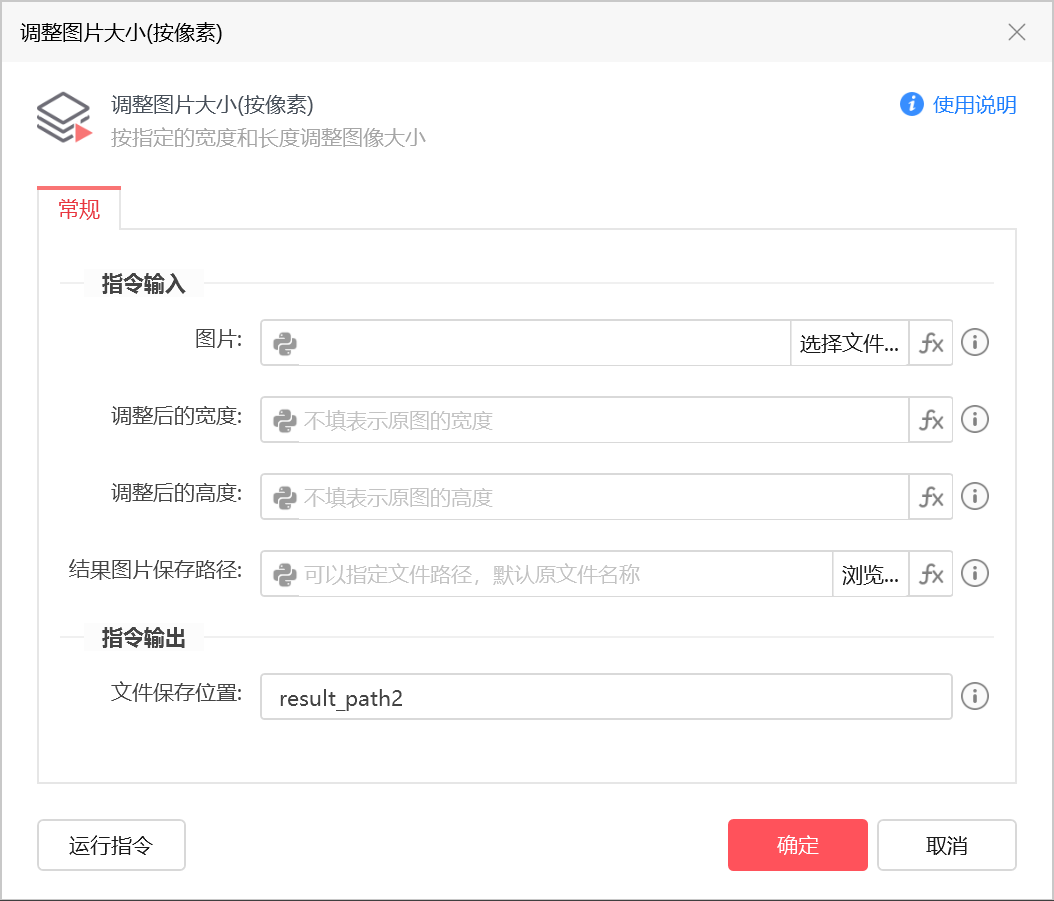 调整图片大小(按像素)
调整图片大小(按像素)
使用说明
按指定的宽度和长度调整图像大小
常规
指令输入
图片:
选择文件...
fx
调整后的宽度:
不填表示原图的宽度
fx
调整后的高度:
不填表示原图的高度
fx
结果图片保存路径:
可以指定文件路径，默认原文件名称
浏览...
fx
指令输出
文件保存位置:
result_path2
运行指令
确定
取消